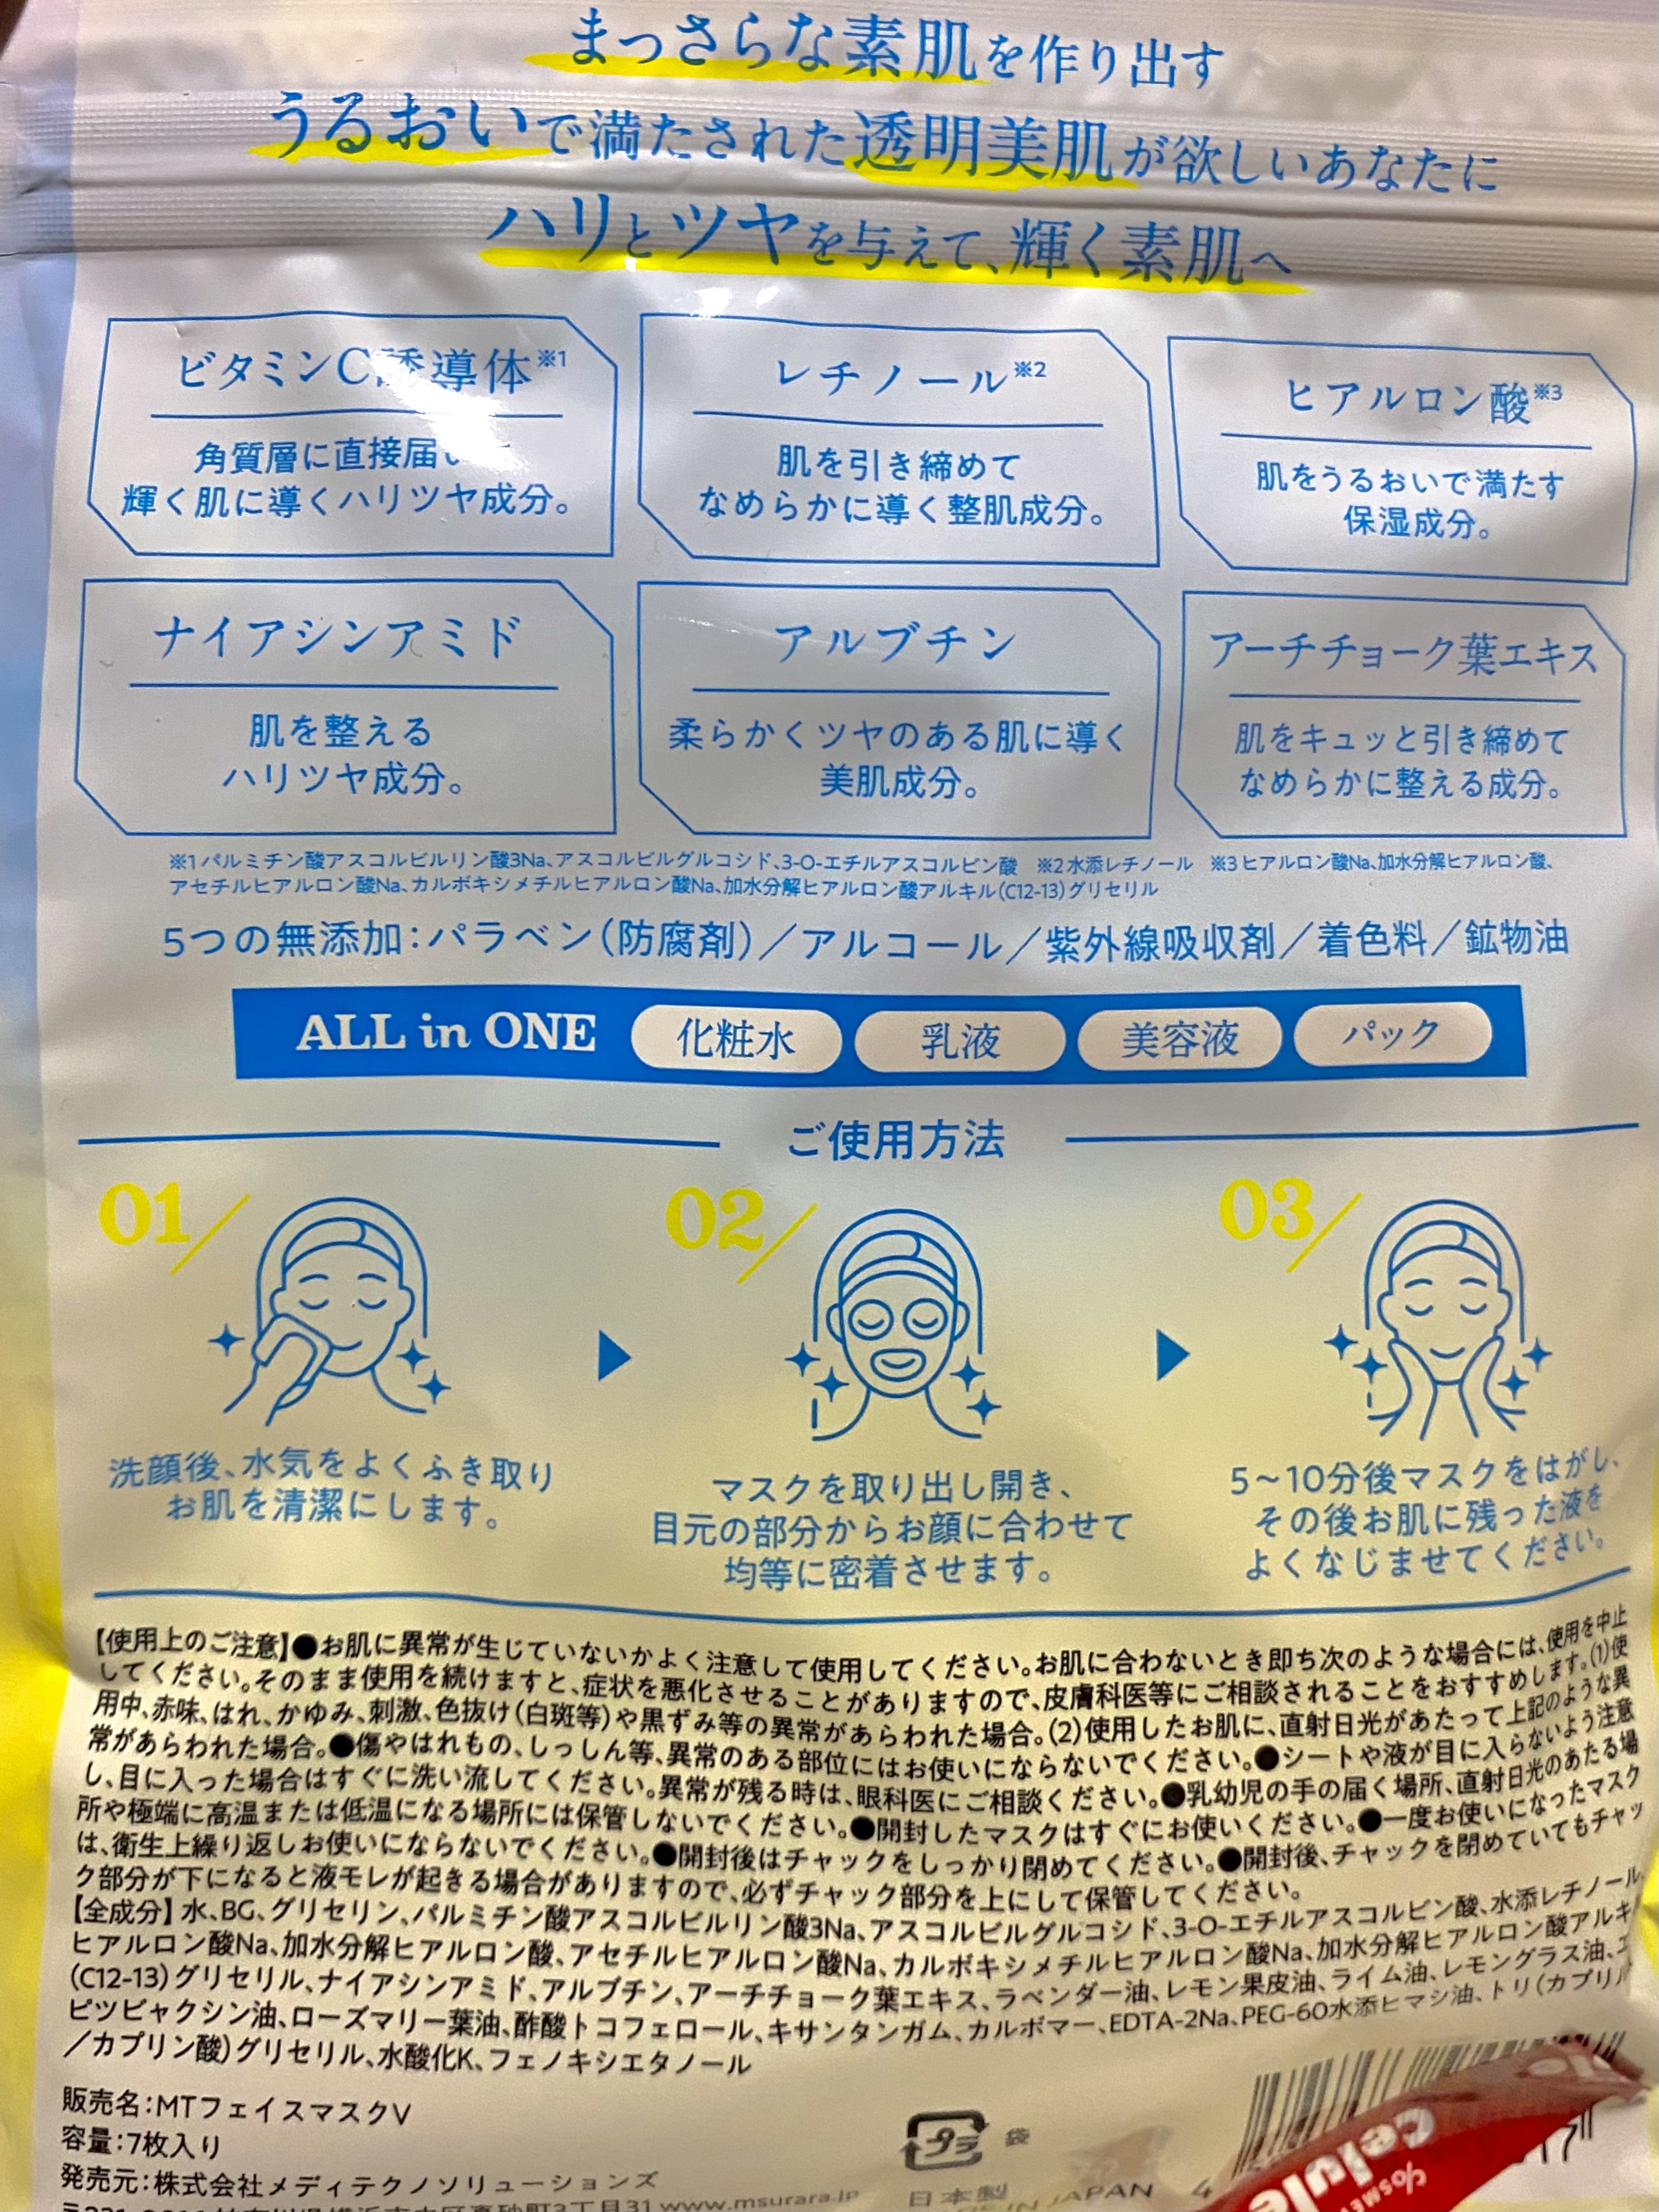 まっさらな素肌を作り出す
うるおいで満たされた透明美肌が欲しいあなたに
ハリとツヤを与えて、輝く素肌へ
ビタミンC誘導体※1
角質層に直接届
輝く肌に導くハリツヤ成分。
レチノール※2
肌を引き締めて
なめらかに導く整肌成分。
ヒアルロン酸※3
肌をうるおいで満たす
保湿成分。
ナイアシンアミド
肌を整える
ハリツヤ成分。
アルブチン
柔らかくツヤのある肌に導く
美肌成分。
アーチチョーク葉エキス
肌をキュッと引き締めて
なめらかに整える成分。
※1 パルミチン酸アスコルビルリン酸3Na、アスコルビルグルコシド、3-O-エチルアスコルビン酸 ※2 水添レチノール ※3 ヒアルロン酸Na、加水分解ヒアルロン酸、
アセチルヒアルロン酸Na、カルボキシメチルヒアルロン酸Na、加水分解ヒアルロン酸アルキル(C12-13)グリセリル
5つの無添加：パラベン（防腐剤）／アルコール／紫外線吸収剤／着色料／鉱物油
ALL in ONE 化粧水 乳液 美容液 パック
ご使用方法
01/
洗顔後、水気をよくふき取り
お肌を清潔にします。
02/
マスクを取り出し開き、
目元の部分からお顔に合わせて
均等に密着させます。
03/
5〜10分後マスクをはがし、
その後お肌に残った液を
よくなじませてください。
【使用上のご注意】●お肌に異常が生じていないかよく注意して使用してください。お肌に合わないとき即ち次のような場合には、使用を中止
してください。そのまま使用を続けますと、症状を悪化させることがありますので、皮膚科医等にご相談されることをおすすめします。(1)使
用中、赤味、はれ、かゆみ、刺激、色抜け(白斑等)や黒ずみ等の異常があらわれた場合。(2)使用したお肌に、直射日光があたって上記のような異
常があらわれた場合。●傷やはれもの、しっしん等、異常のある部位にはお使いにならないでください。●シートや液が目に入らないよう注意
し、目に入った場合はすぐに洗い流してください。異常が残る時は、眼科医にご相談ください。●乳幼児の手の届く場所、直射日光のあたる場
所や極端に高温または低温になる場所には保管しないでください。●開封したマスクはすぐにお使いください。●一度お使いになったマスク
は、衛生上繰り返しお使いにならないでください。●開封後はチャックをしっかり閉めてください。●開封後、チャックを閉めていてもチャッ
ク部分が下になると液モレが起きる場合がありますので、必ずチャック部分を上にして保管してください。
【全成分】水、BG、グリセリン、パルミチン酸アスコルビルリン酸3Na、アスコルビルグルコシド、3-O-エチルアスコルビン酸、水添レチノール、
ヒアルロン酸Na、加水分解ヒアルロン酸、アセチルヒアルロン酸Na、カルボキシメチルヒアルロン酸Na、加水分解ヒアルロン酸アルキ
(C12-13)グリセリル、ナイアシンアミド、アルブチン、アーチチョーク葉エキス、ラベンダー油、レモン果皮油、ライム油、レモングラス油、エ
ピツビャクシン油、ローズマリー葉油、酢酸トコフェロール、キサンタンガム、カルボマー、EDTA-2Na、PEG-60水添ヒマシ油、トリ(カプリル
／カプリン酸)グリセリル、水酸化K、フェノキシエタノール
販売名：MTフェイスマスクV
容量：7枚入り
発売元：株式会社メディテクノソリューションズ
3丁目31 www.msurara.jp
プラ 袋
日本製
JAPAN
4
17
celule
cosme